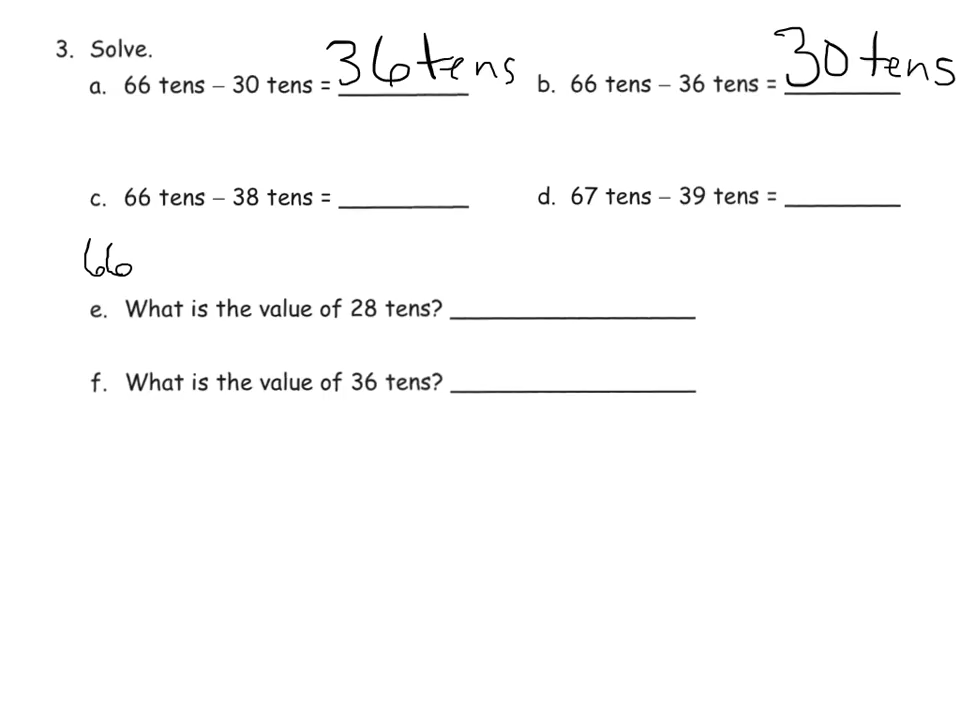 3. Solve.
a. 66 tens – 30 tens = 36 tens
b. 66 tens – 36 tens = 30 tens
c. 66 tens – 38 tens = ________
d. 67 tens – 39 tens = ________
66
e. What is the value of 28 tens? ________
f. What is the value of 36 tens? ________